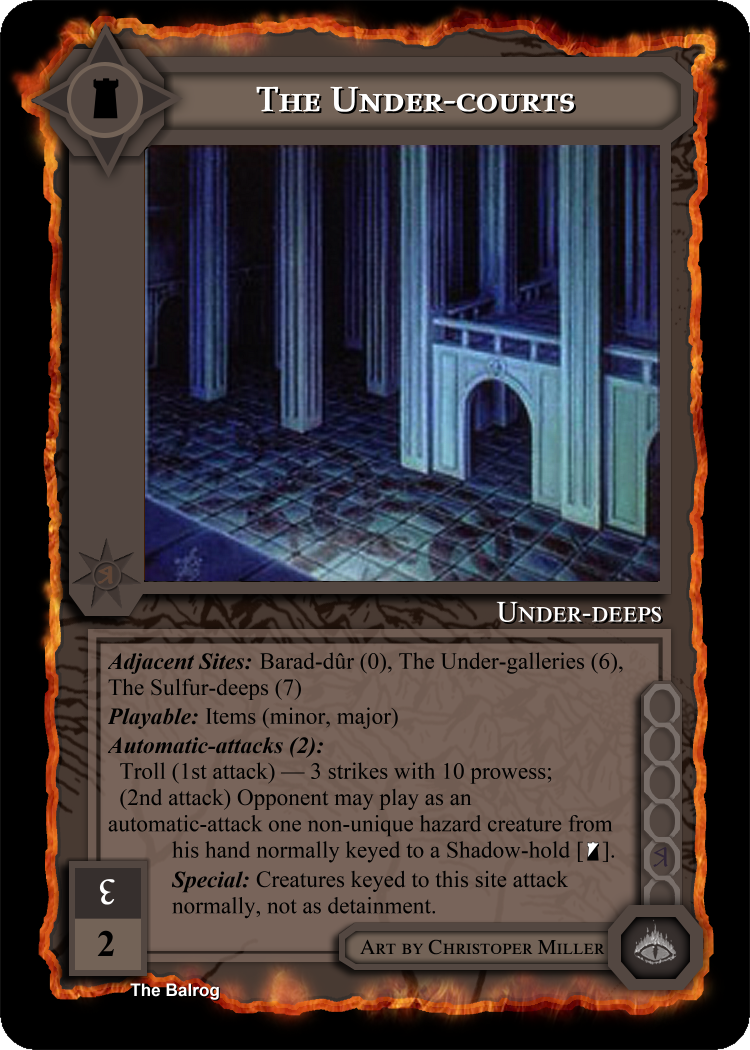 The Under-courts
Under-deeps
Adjacent Sites: Barad-dûr (0), The Under-galleries (6),
The Sulfur-deeps (7)
Playable: Items (minor, major)
Automatic-attacks (2):
Troll (1st attack) — 3 strikes with 10 prowess;
(2nd attack) Opponent may play as an
automatic-attack one non-unique hazard creature from
his hand normally keyed to a Shadow-hold [ ].
Special: Creatures keyed to this site attack
normally, not as detainment.
2
Art by Christoper Miller
The Balrog